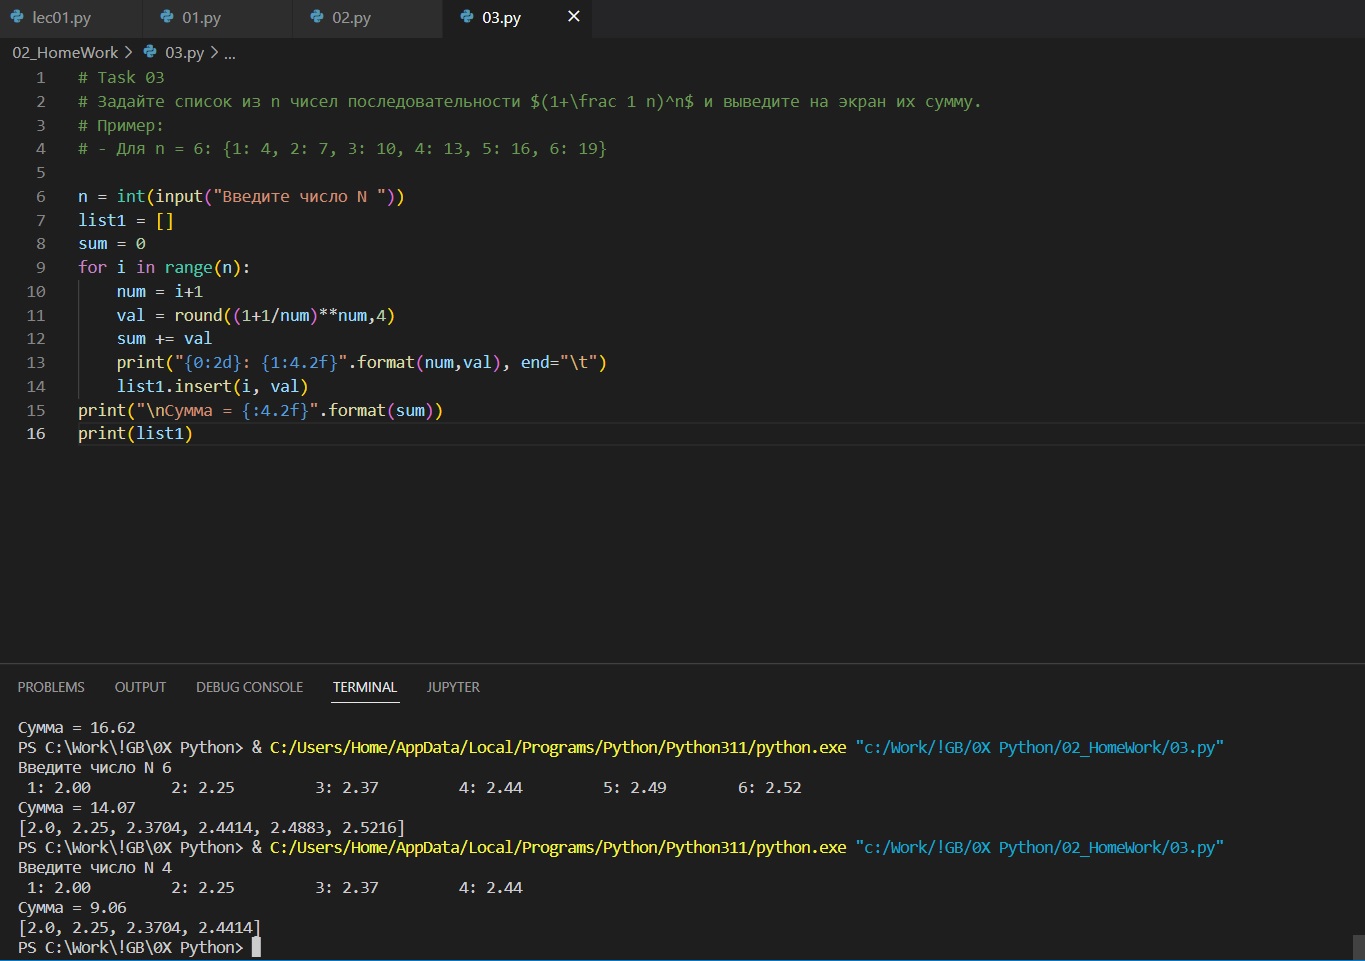 lec01.py 01.py 02.py 03.py
02_HomeWork > 03.py > ...
1 # Task 03
2 # Задайте список из n чисел последовательности $(1+\frac 1 n)^n$ и выведите на экран их сумму.
3 # Пример:
4 # - Для n = 6: {1: 4, 2: 7, 3: 10, 4: 13, 5: 16, 6: 19}
5
6 n = int(input("Введите число N "))
7 list1 = []
8 sum = 0
9 for i in range(n):
10     num = i+1
11     val = round((1+1/num)**num,4)
12     sum += val
13     print("{0:2d}: {1:4.2f}".format(num,val), end="\t")
14     list1.insert(i, val)
15 print("\nСумма = {:4.2f}".format(sum))
16 print(list1)
PROBLEMS OUTPUT DEBUG CONSOLE TERMINAL JUPYTER
Сумма = 16.62
PS C:\Work\!GB\0X Python> & C:/Users/Home/AppData/Local/Programs/Python/Python311/python.exe "c:/Work/!GB/0X Python/02_HomeWork/03.py"
Введите число N 6
 1: 2.00         2: 2.25         3: 2.37         4: 2.44         5: 2.49        6: 2.52
Сумма = 14.07
[2.0, 2.25, 2.3704, 2.4414, 2.4883, 2.5216]
PS C:\Work\!GB\0X Python> & C:/Users/Home/AppData/Local/Programs/Python/Python311/python.exe "c:/Work/!GB/0X Python/02_HomeWork/03.py"
Введите число N 4
 1: 2.00         2: 2.25         3: 2.37         4: 2.44
Сумма = 9.06
[2.0, 2.25, 2.3704, 2.4414]
PS C:\Work\!GB\0X Python>